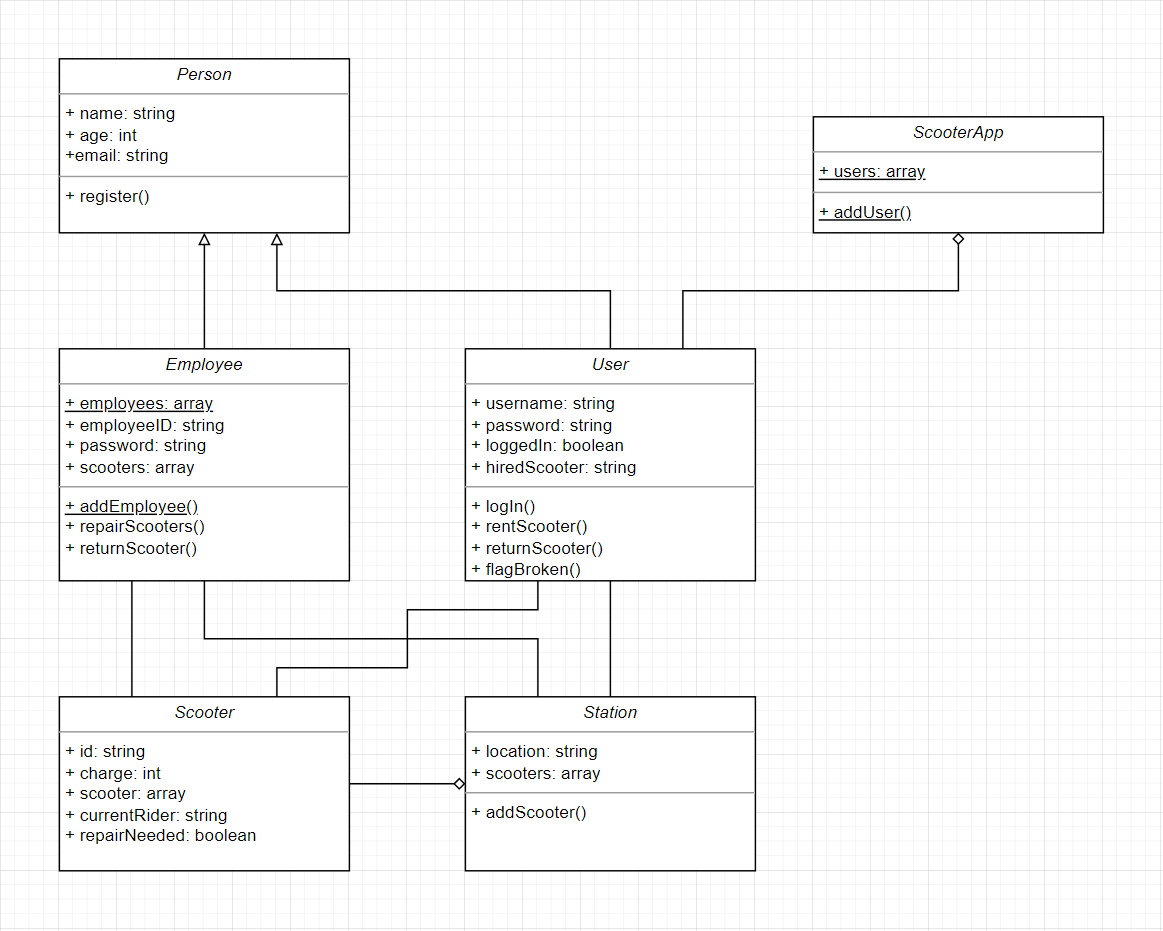 Person
+ name: string
+ age: int
+email: string
+ register()
ScooterApp
+ users: array
+ addUser()
Employee
+ employees: array
+ employeeID: string
+ password: string
+ scooters: array
+ addEmployee()
+ repairScooters()
+ returnScooter()
User
+ username: string
+ password: string
+ loggedIn: boolean
+ hiredScooter: string
+ logIn()
+ rentScooter()
+ returnScooter()
+ flagBroken()
Scooter
+ id: string
+ charge: int
+ scooter: array
+ currentRider: string
+ repairNeeded: boolean
Station
+ location: string
+ scooters: array
+ addScooter()